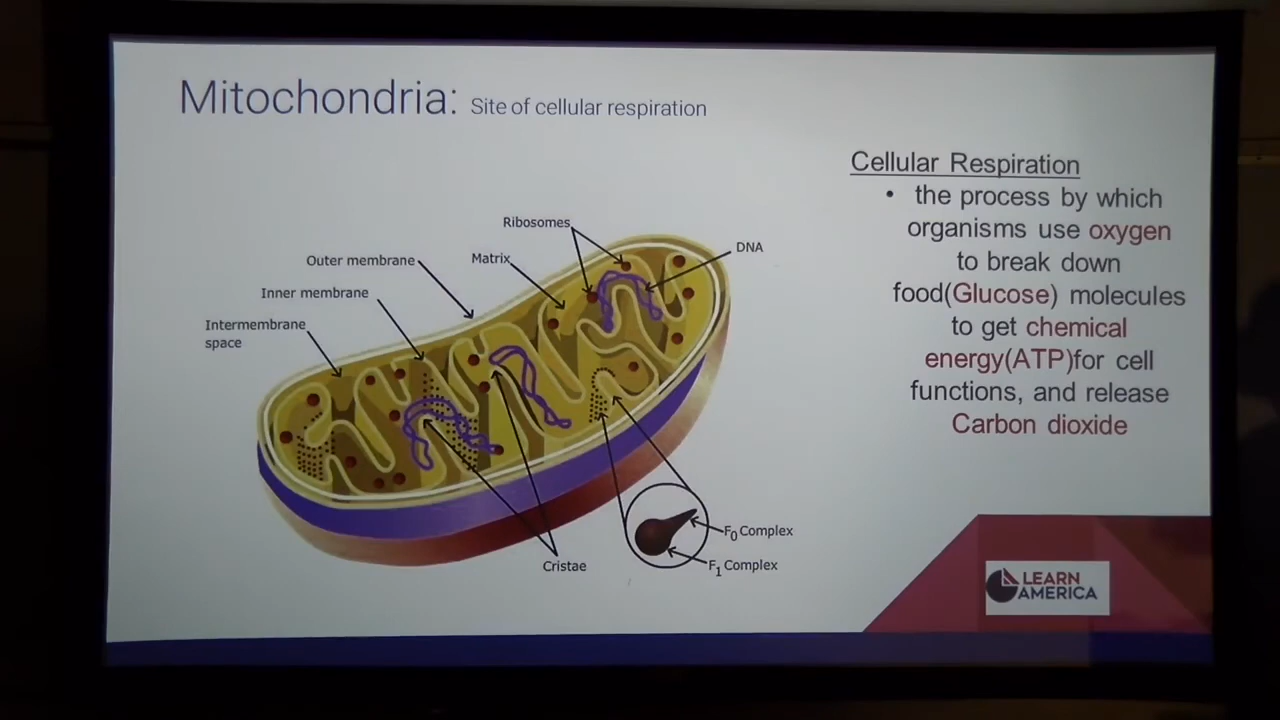 Mitochondria: Site of cellular respiration
Cellular Respiration
• the process by which
organisms use oxygen
to break down
food(Glucose) molecules
to get chemical
energy(ATP)for cell
functions, and release
Carbon dioxide
Ribosomes
DNA
Outer membrane
Matrix
Inner membrane
Intermembrane
space
F0 Complex
F1 Complex
Cristae
LEARN
AMERICA